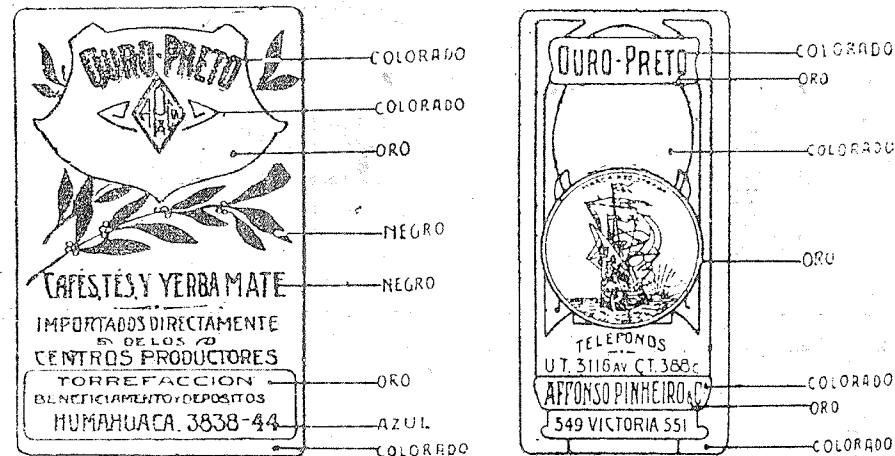 OURO-PRETO
COLORADO
COLORADO
ORO
NEGRO
CAFÉS, TÉS, Y YERBA MATE
NEGRO
IMPORTADOS DIRECTAMENTE
DE LOS
CENTROS PRODUCTORES
TORREFACCION
ORO
BENEFICIAMENTO Y DEPOSITOS
HUMAHUACA. 3838-44
AZUL
COLORADO
OURO-PRETO
COLORADO
ORO
COLORADO
ORO
TELEFONOS
U.T. 3116 AV C.T. 388 C
COLORADO
AFFONSO PINHEIRO & C
ORO
549 VICTORIA 551
COLORADO